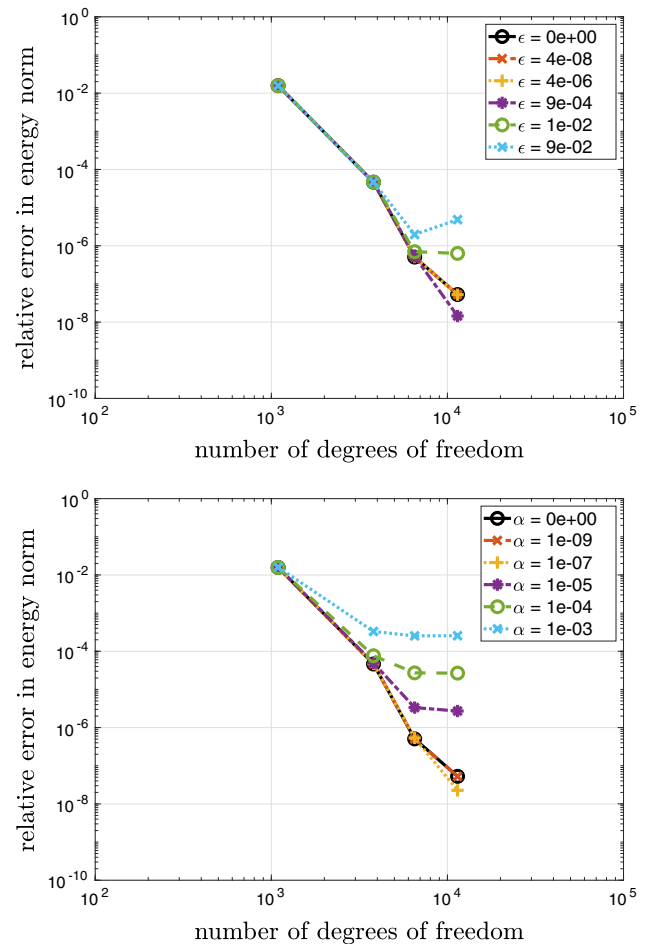 10^0
10^-2
10^-4
10^-6
10^-8
10^-10
10^2
10^3
10^4
10^5
relative error in energy norm
number of degrees of freedom
ϵ = 0e+00
ϵ = 4e-08
ϵ = 4e-06
ϵ = 9e-04
ϵ = 1e-02
ϵ = 9e-02
10^0
10^-2
10^-4
10^-6
10^-8
10^-10
10^2
10^3
10^4
10^5
relative error in energy norm
number of degrees of freedom
α = 0e+00
α = 1e-09
α = 1e-07
α = 1e-05
α = 1e-04
α = 1e-03